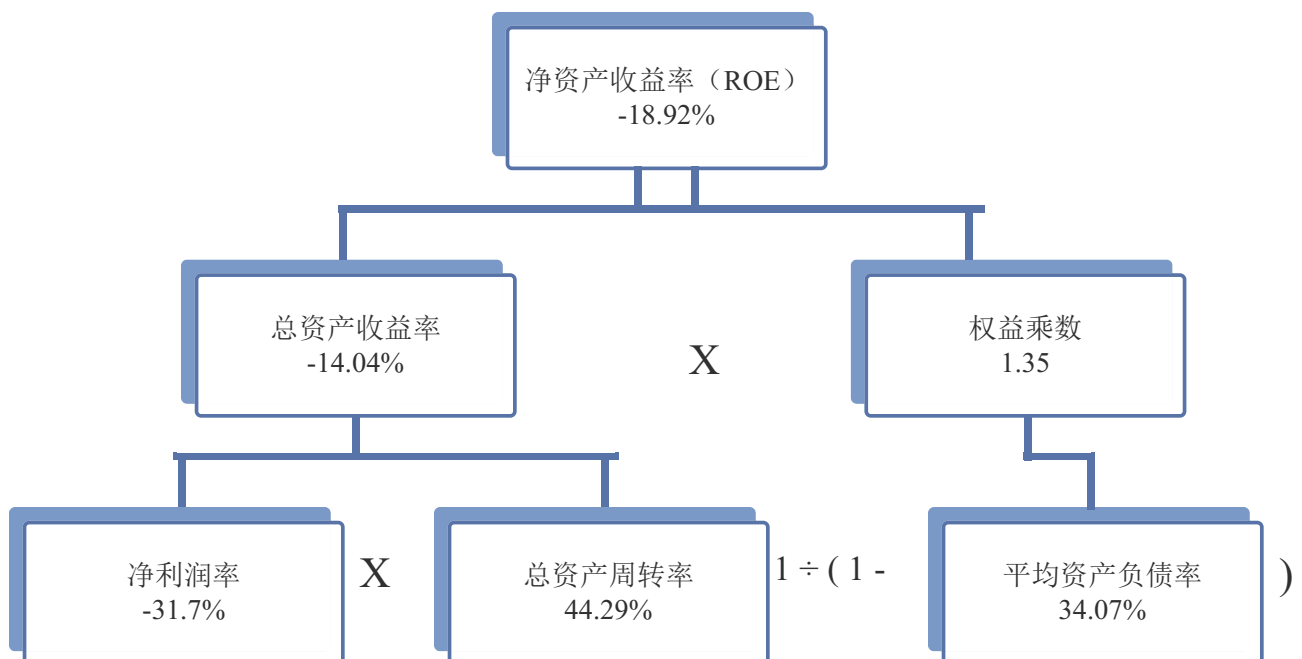 净资产收益率（ROE）
-18.92%
总资产收益率
-14.04%
X
权益乘数
1.35
净利润率
-31.7%
X
总资产周转率
44.29%
1 ÷ ( 1 -
平均资产负债率
34.07%
)